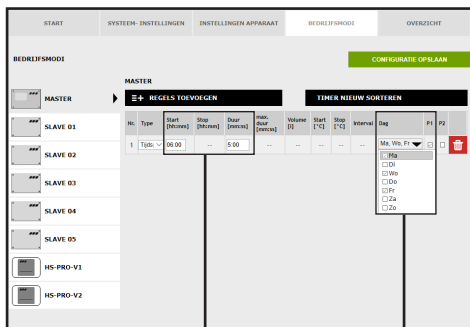 START SYSTEEM- INSTELLINGEN INSTELLINGEN APPARAAT BEDRIJFSMODI OVERZICHT
BEDRIJFSMODI
CONFIGURATIE OPSLAAN
MASTER
MASTER
REGELS TOEVOEGEN
TIMER NIEUW SORTEREN
Nr. Type Start [hh:mm] Stop [hh:mm] Duur [mm:ss] max. duur [mm:ss] Volume [l] Start [°C] Stop [°C] Interval Dag P1 P2
1 Tijds 06:00 -- 5:00 -- -- -- -- -- Ma, Wo, Fr
Ma
Di
Wo
Do
Fr
Za
Zo
SLAVE 01
SLAVE 02
SLAVE 03
SLAVE 04
SLAVE 05
HS-PRO-V1
HS-PRO-V2